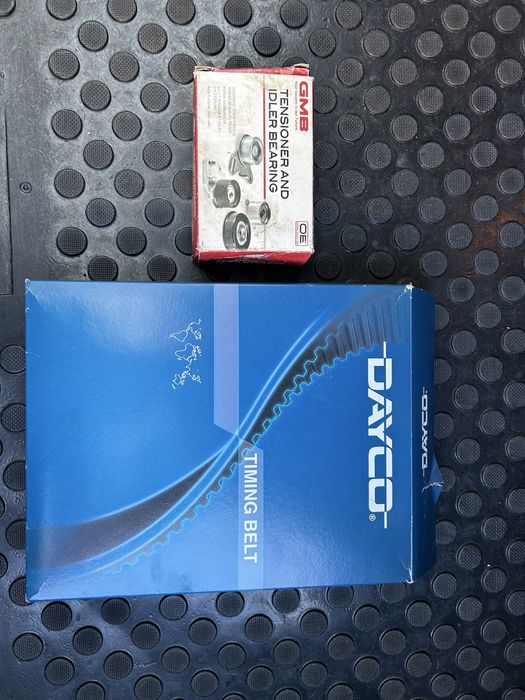 GMB
TENSIONER AND
IDLER BEARING
OE
DAYCO®
TIMING BELT
DAYCO